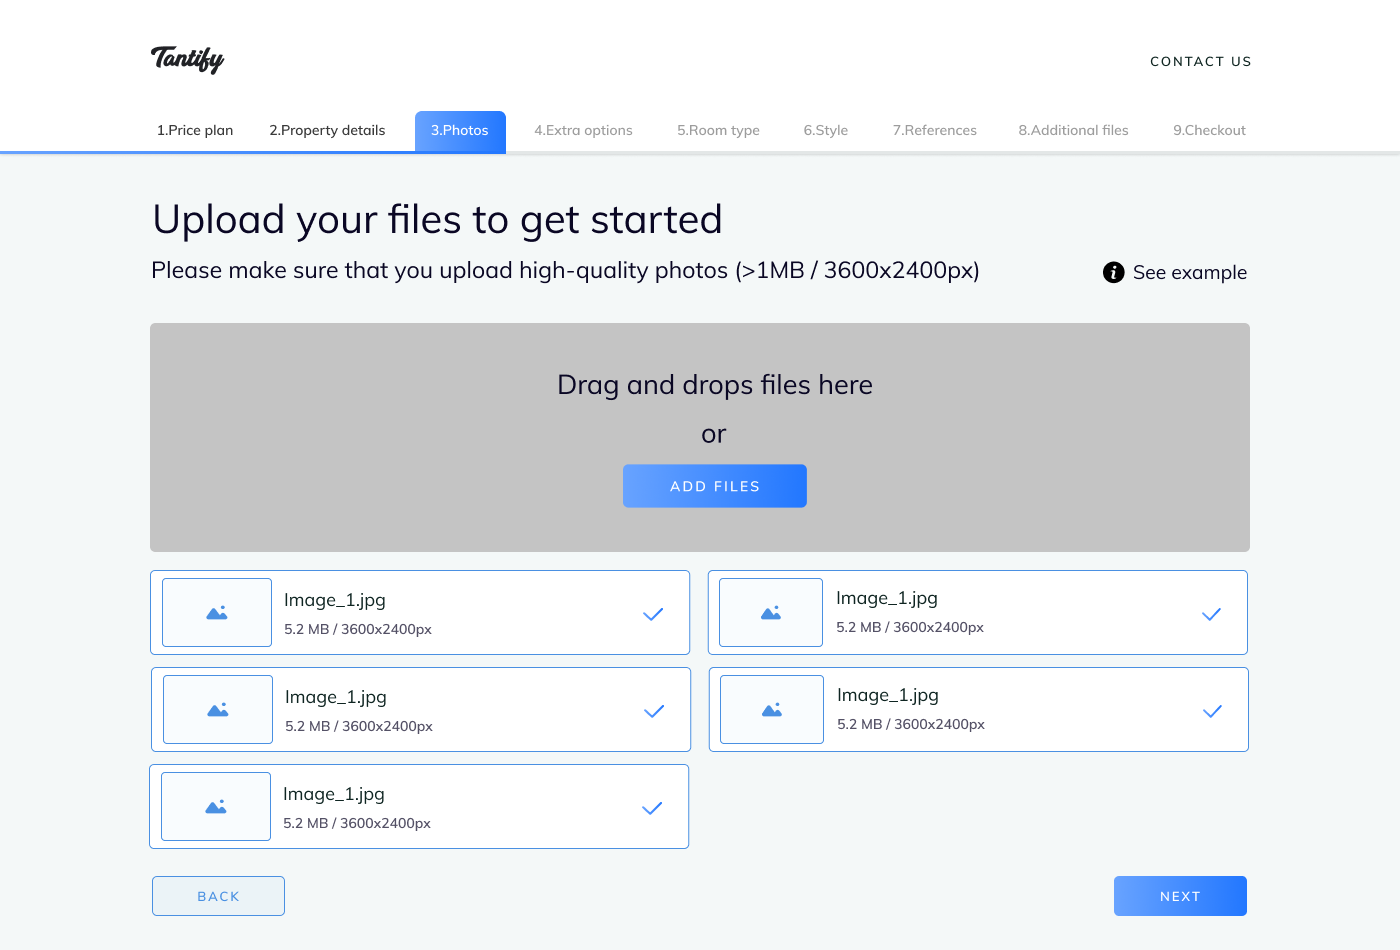 Tantify
CONTACT US
1.Price plan
2.Property details
3.Photos
4.Extra options
5.Room type
6.Style
7.References
8.Additional files
9.Checkout
Upload your files to get started
Please make sure that you upload high-quality photos (>1MB / 3600x2400px)
See example
Drag and drops files here
or
ADD FILES
Image_1.jpg
5.2 MB / 3600x2400px
Image_1.jpg
5.2 MB / 3600x2400px
Image_1.jpg
5.2 MB / 3600x2400px
Image_1.jpg
5.2 MB / 3600x2400px
Image_1.jpg
5.2 MB / 3600x2400px
BACK
NEXT